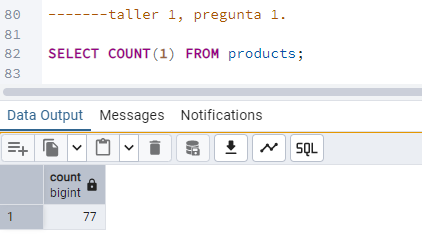 80 -------taller 1, pregunta 1.
81
82 SELECT COUNT(1) FROM products;
83
Data Output Messages Notifications
SQL
count
bigint
1 77